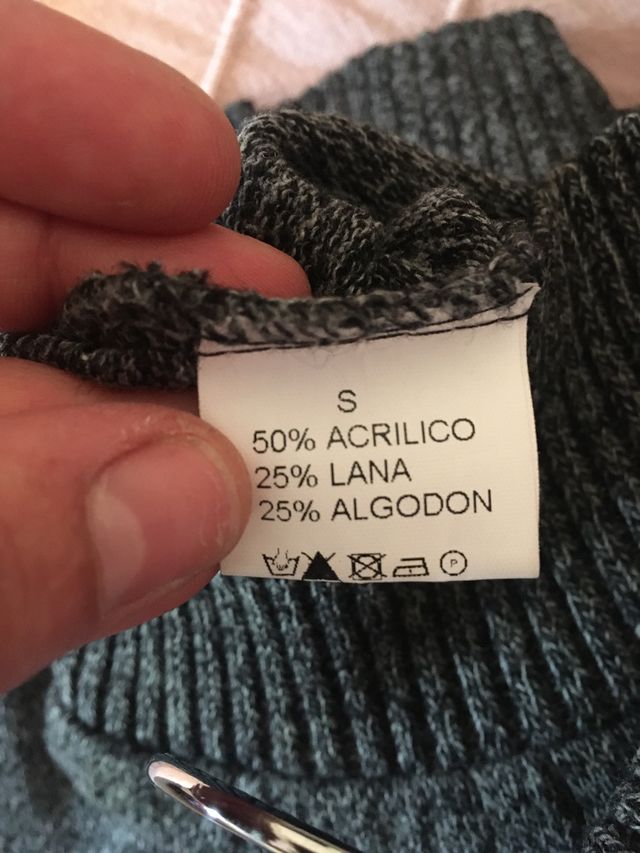 S
50% ACRILICO
25% LANA
25% ALGODON
P